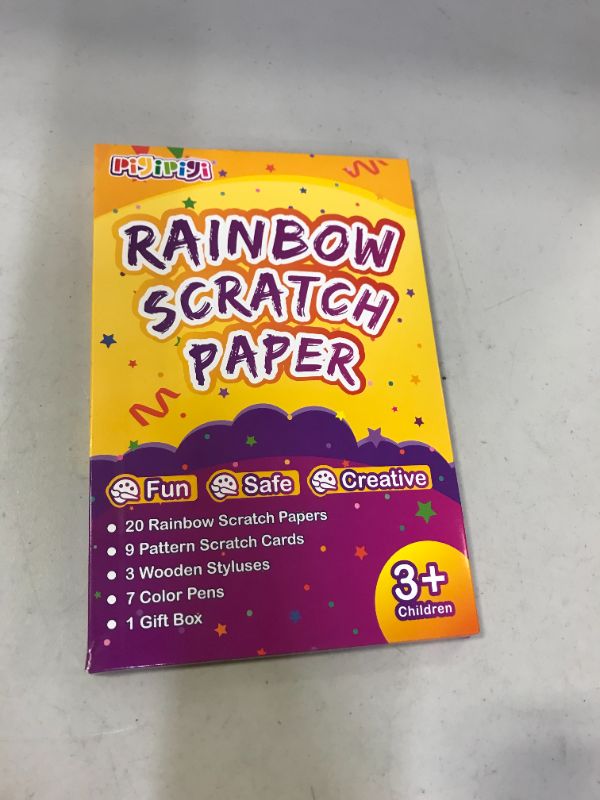 PigiPigi
RAINBOW
SCRATCH
PAPER
Fun Safe Creative
• 20 Rainbow Scratch Papers
• 9 Pattern Scratch Cards
• 3 Wooden Styluses
• 7 Color Pens
• 1 Gift Box
3+
Children